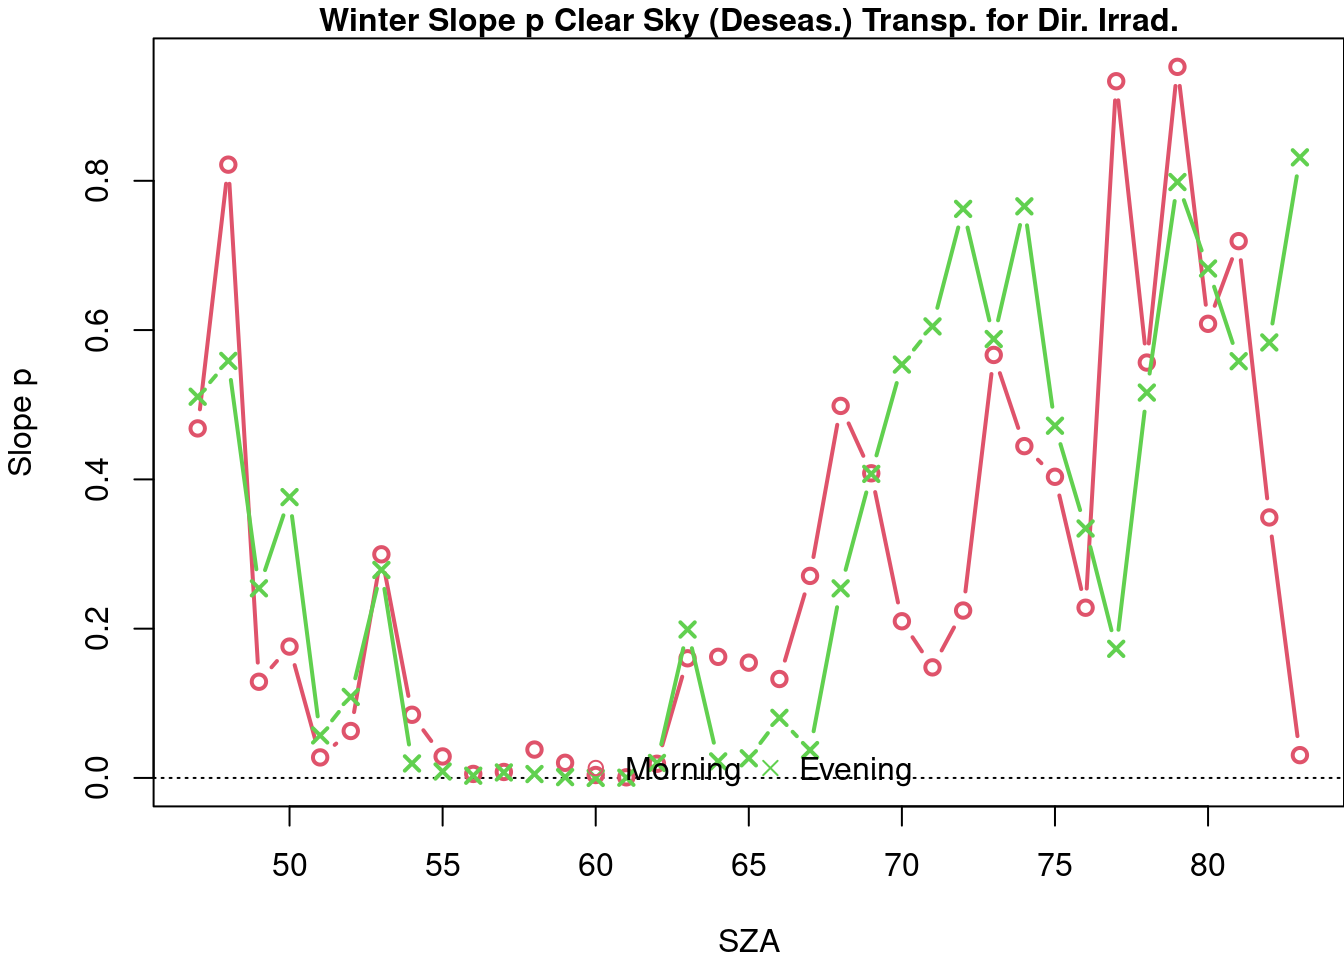 Winter Slope p Clear Sky (Deseas.) Transp. for Dir. Irrad.
Slope p
0.8
0.6
0.4
0.2
0.0
Morning Evening
50 55 60 65 70 75 80
SZA